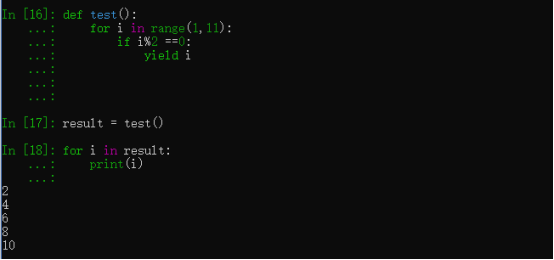 In [16]: def test():
    ...:     for i in range(1,11):
    ...:         if i%2 ==0:
    ...:             yield i
    ...:
    ...:
    ...:
In [17]: result = test()
In [18]: for i in result:
    ...:     print(i)
    ...:
2
4
6
8
10